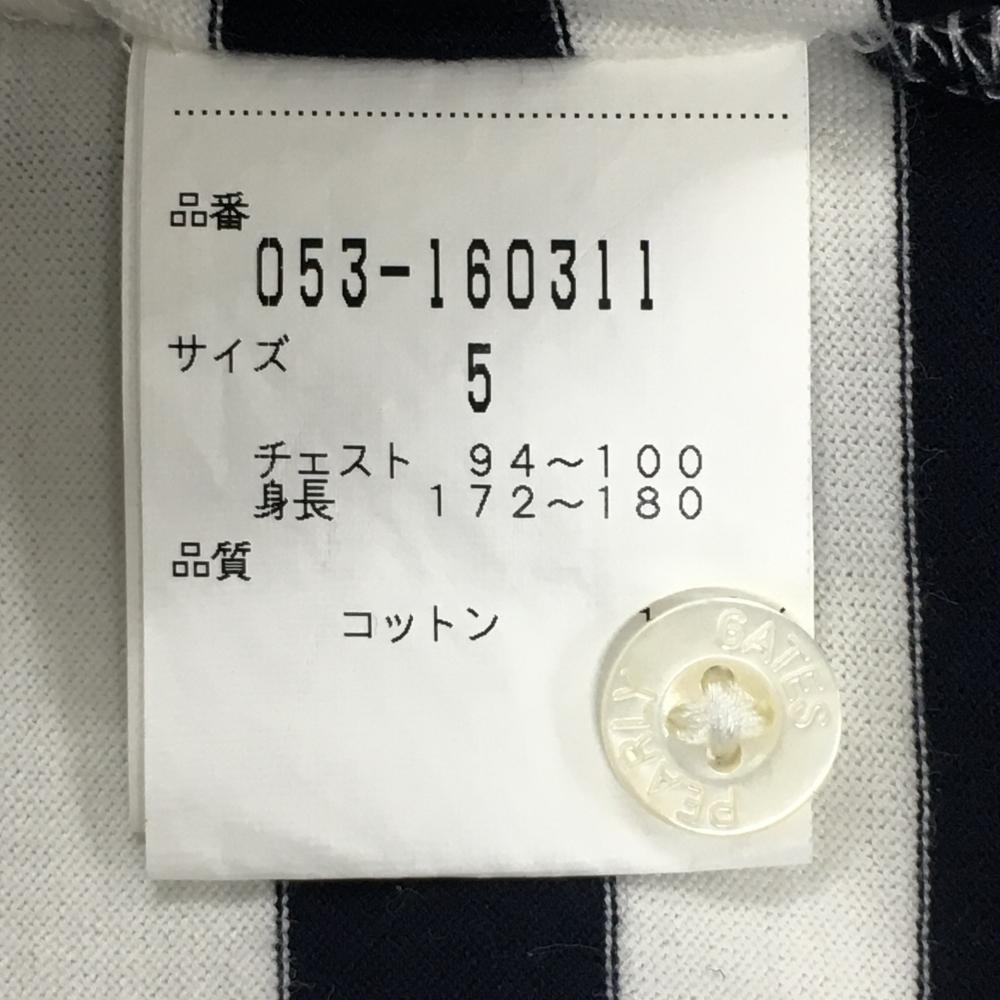 品番
053-160311
サイズ
5
チェスト 94～100
身長 172～180
品質
コットン
PEARLY GATES